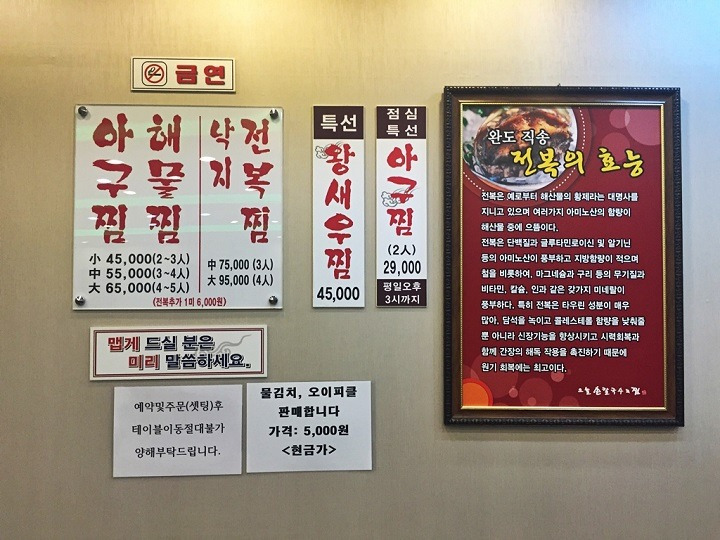 금연
해물찜
아구찜
小 45,000(2~3人)
中 55,000(3~4人)
大 65,000(4~5人)
전복찜
낙지
中 75,000 (3人)
大 95,000 (4人)
(전복추가 1미 6,000원)
특선
왕새우찜
45,000
점심
특선
아구찜
(2人)
29,000
평일오후
3시까지
맵게 드실 분은
미리 말씀하세요.
예약및주문(셋팅)후
테이블이동절대불가
양해부탁드립니다.
물김치, 오이피클
판매합니다
가격: 5,000원
<현금가>
완도 직송
전복의 효능
전복은 예로부터 해산물의 황제라는 대명사를
지니고 있으며 여러가지 아미노산의 함량이
해산물 중에 으뜸이다.
전복은 단백질과 글루타민로이신 및 알기닌
등의 아미노산이 풍부하고 지방함량이 적으며
철을 비롯하여, 마그네슘과 구리 등의 무기질과
비타민, 칼슘, 인과 같은 갖가지 미네랄이
풍부하다. 특히 전복은 타우린 성분이 매우
많아, 담석을 녹이고 콜레스테롤 함량을 낮춰줄
뿐 아니라 신장기능을 향상시키고 시력회복과
함께 간장의 해독 작용을 촉진하기 때문에
원기 회복에는 최고이다.
손칼국수&찜